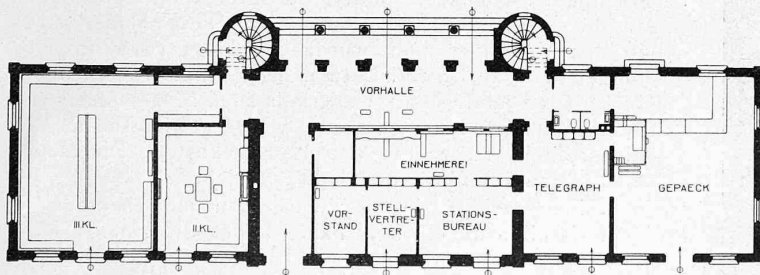 VORHALLE
EINNEHMEREI
TELEGRAPH
GEPAECK
III.KL.
II.KL.
VOR-
STAND
STELL-
VERTRE-
TER
STATIONS-
BUREAU